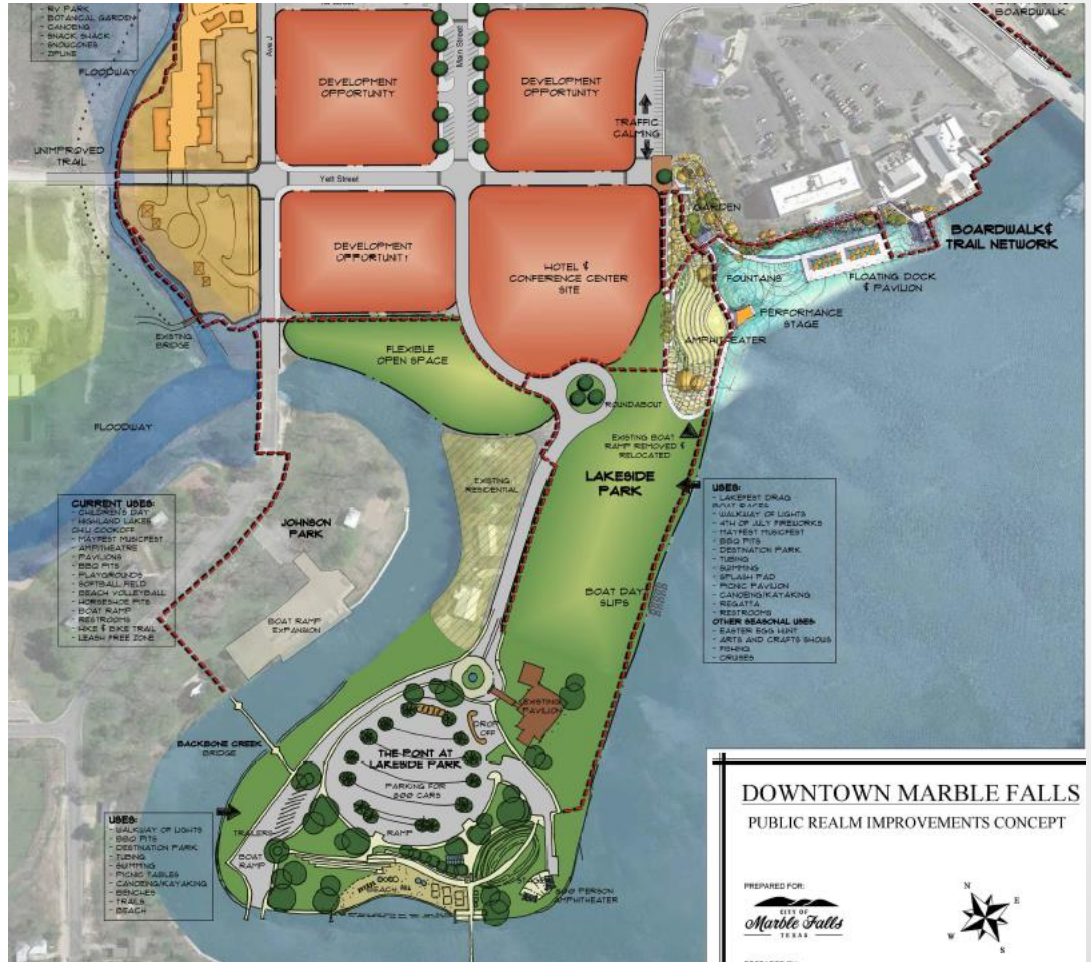 - RV PARK
- BOTANICAL GARDEN
- CANOEING
- SNACK SHACK
- SNOWCONES
- ZIPLINE
FLOODWAY
UNIMPROVED
TRAIL
Ave J
Main Street
DEVELOPMENT
OPPORTUNITY
DEVELOPMENT
OPPORTUNITY
TRAFFIC
CALMING
BOARDWALK
Yett Street
GARDEN
BOARDWALK &
TRAIL NETWORK
DEVELOPMENT
OPPORTUNITY
HOTEL &
CONFERENCE CENTER
SITE
FOUNTAINS
FLOATING DOCK
& PAVILION
PERFORMANCE
STAGE
AMPHITHEATER
EXISTING
BRIDGE
FLEXIBLE
OPEN SPACE
ROUNDABOUT
FLOODWAY
EXISTING BOAT
RAMP REMOVED &
RELOCATED
LAKESIDE
PARK
EXISTING
RESIDENTIAL
CURRENT USES:
- CHILDREN'S DAY
- HIGHLAND LAKES
CHILI COOKOFF
- MAYFEST MUSICFEST
- AMPITHEATRE
- PAVILIONS
- BBQ PITS
- PLAYGROUNDS
- SOFTBALL FIELD
- BEACH VOLLEYBALL
- HORSESHOE PITS
- BOAT RAMP
- RESTROOMS
- HIKE & BIKE TRAIL
- LEASH FREE ZONE
JOHNSON
PARK
BOAT RAMP
EXPANSION
USES:
- LAKEFEST DRAG
BOAT RACES
- WALKWAY OF LIGHTS
- 4TH OF JULY FIREWORKS
- MAYFEST MUSICFEST
- BBQ PITS
- DESTINATION PARK
- TUBING
- SWIMMING
- SPLASH PAD
- PICNIC PAVILION
- CANOEING/KAYAKING
- REGATTA
- RESTROOMS
OTHER SEASONAL USES
- EASTER EGG HUNT
- ARTS AND CRAFTS SHOWS
- FISHING
- CRUISES
BOAT DAY
SLIPS
EXISTING
PAVILION
DROP
OFF
BACKBONE CREEK
BRIDGE
THE POINT AT
LAKESIDE PARK
PARKING FOR
300 CARS
USES:
- WALKWAY OF LIGHTS
- BBQ PITS
- DESTINATION PARK
- TUBING
- SWIMMING
- PICNIC TABLES
- CANOEING/KAYAKING
- BENCHES
- TRAILS
- BEACH
TRAILERS
RAMP
BOAT
RAMP
BEACH
STAGE
500 PERSON
AMPHITHEATER
DOWNTOWN MARBLE FALLS
PUBLIC REALM IMPROVEMENTS CONCEPT
PREPARED FOR:
CITY OF
Marble Falls
TEXAS
N
E
W
S